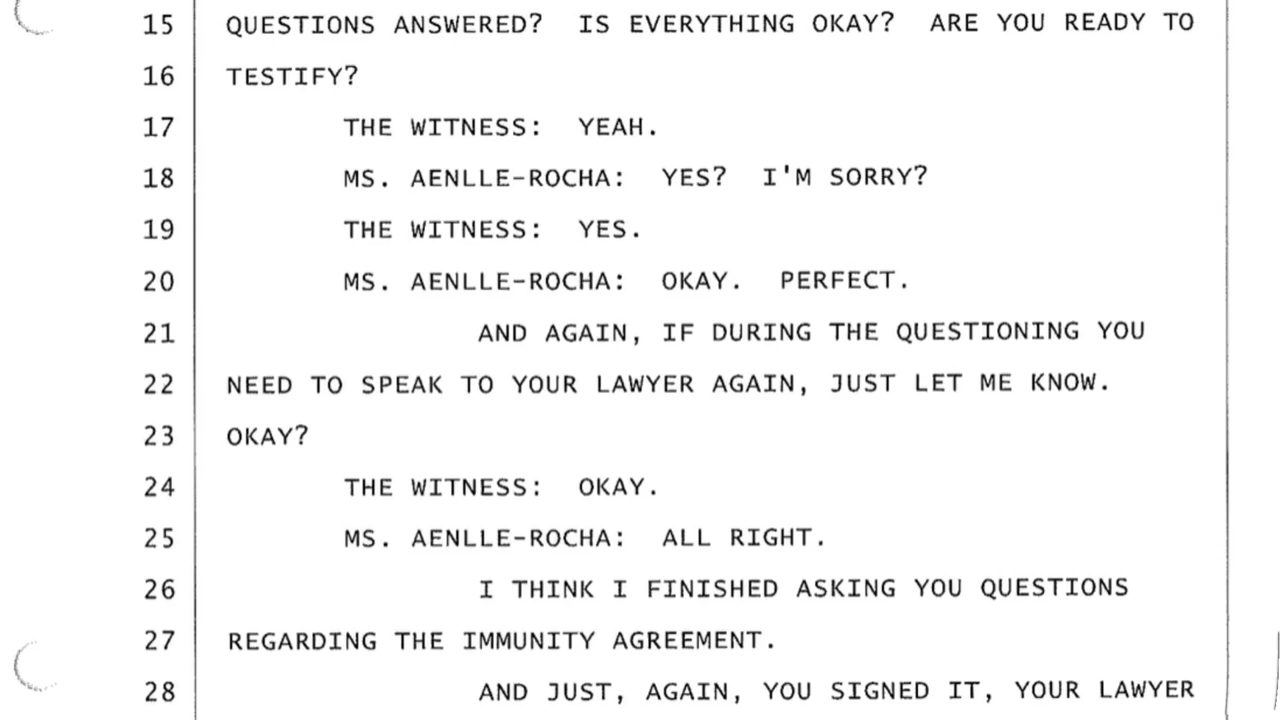 15 QUESTIONS ANSWERED? IS EVERYTHING OKAY? ARE YOU READY TO
16 TESTIFY?
17 THE WITNESS: YEAH.
18 MS. AENLLE-ROCHA: YES? I'M SORRY?
19 THE WITNESS: YES.
20 MS. AENLLE-ROCHA: OKAY. PERFECT.
21 AND AGAIN, IF DURING THE QUESTIONING YOU
22 NEED TO SPEAK TO YOUR LAWYER AGAIN, JUST LET ME KNOW.
23 OKAY?
24 THE WITNESS: OKAY.
25 MS. AENLLE-ROCHA: ALL RIGHT.
26 I THINK I FINISHED ASKING YOU QUESTIONS
27 REGARDING THE IMMUNITY AGREEMENT.
28 AND JUST, AGAIN, YOU SIGNED IT, YOUR LAWYER